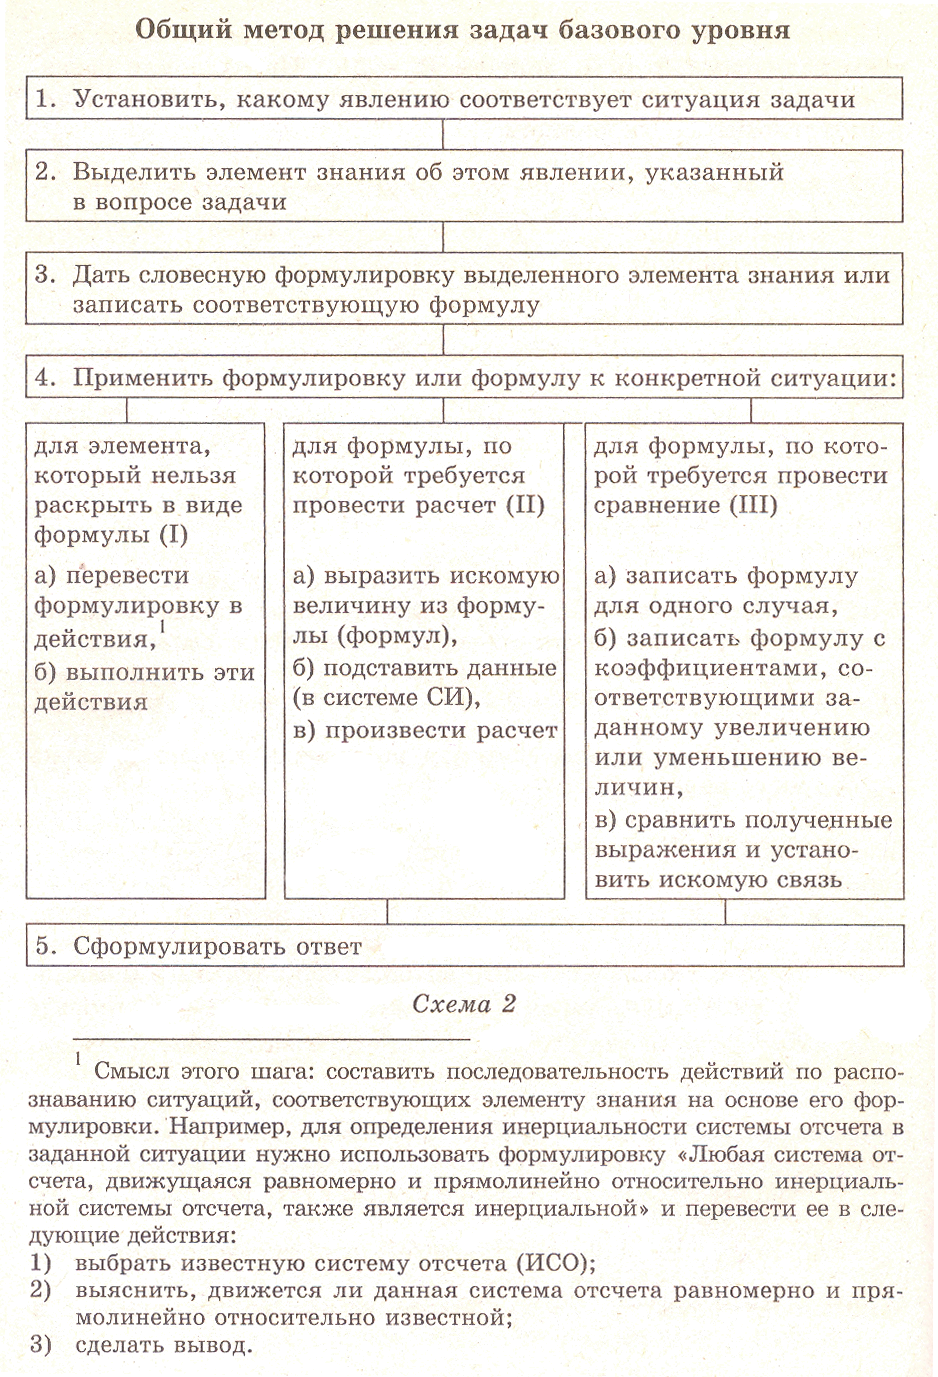 Общий метод решения задач базового уровня
1. Установить, какому явлению соответствует ситуация задачи
2. Выделить элемент знания об этом явлении, указанный
в вопросе задачи
3. Дать словесную формулировку выделенного элемента знания или
записать соответствующую формулу
4. Применить формулировку или формулу к конкретной ситуации:
для элемента,
который нельзя
раскрыть в виде
формулы (I)
а) перевести
формулировку в
действия,1
б) выполнить эти
действия
для формулы, по
которой требуется
провести расчет (II)
а) выразить искомую
величину из форму-
лы (формул),
б) подставить данные
(в системе СИ),
в) произвести расчет
для формулы, по кото-
рой требуется провести
сравнение (III)
а) записать формулу
для одного случая,
б) записать формулу с
коэффициентами, со-
ответствующими за-
данному увеличению
или уменьшению ве-
личин,
в) сравнить полученные
выражения и устано-
вить искомую связь
5. Сформулировать ответ
Схема 2
1 Смысл этого шага: составить последовательность действий по распо-
знаванию ситуаций, соответствующих элементу знания на основе его фор-
мулировки. Например, для определения инерциальности системы отсчета в
заданной ситуации нужно использовать формулировку «Любая система от-
счета, движущаяся равномерно и прямолинейно относительно инерциаль-
ной системы отсчета, также является инерциальной» и перевести ее в сле-
дующие действия:
1) выбрать известную систему отсчета (ИСО);
2) выяснить, движется ли данная система отсчета равномерно и пря-
молинейно относительно известной;
3) сделать вывод.